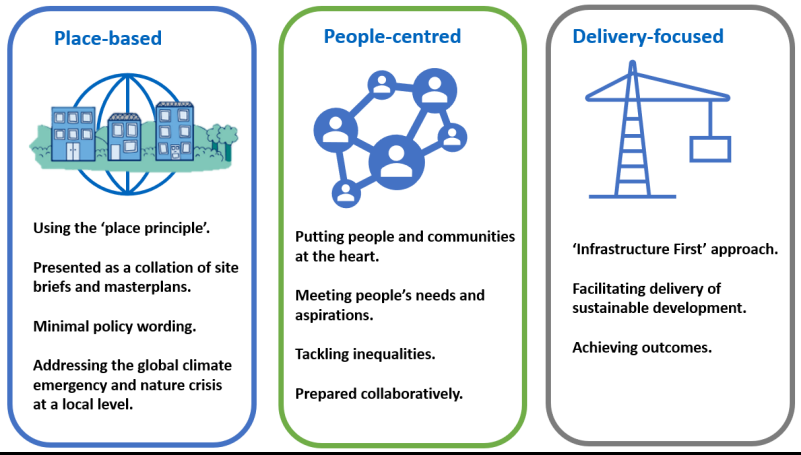 Place-based
Using the ‘place principle’.
Presented as a collation of site
briefs and masterplans.
Minimal policy wording.
Addressing the global climate
emergency and nature crisis
at a local level.
People-centred
Putting people and communities
at the heart.
Meeting people’s needs and
aspirations.
Tackling inequalities.
Prepared collaboratively.
Delivery-focused
‘Infrastructure First’ approach.
Facilitating delivery of
sustainable development.
Achieving outcomes.